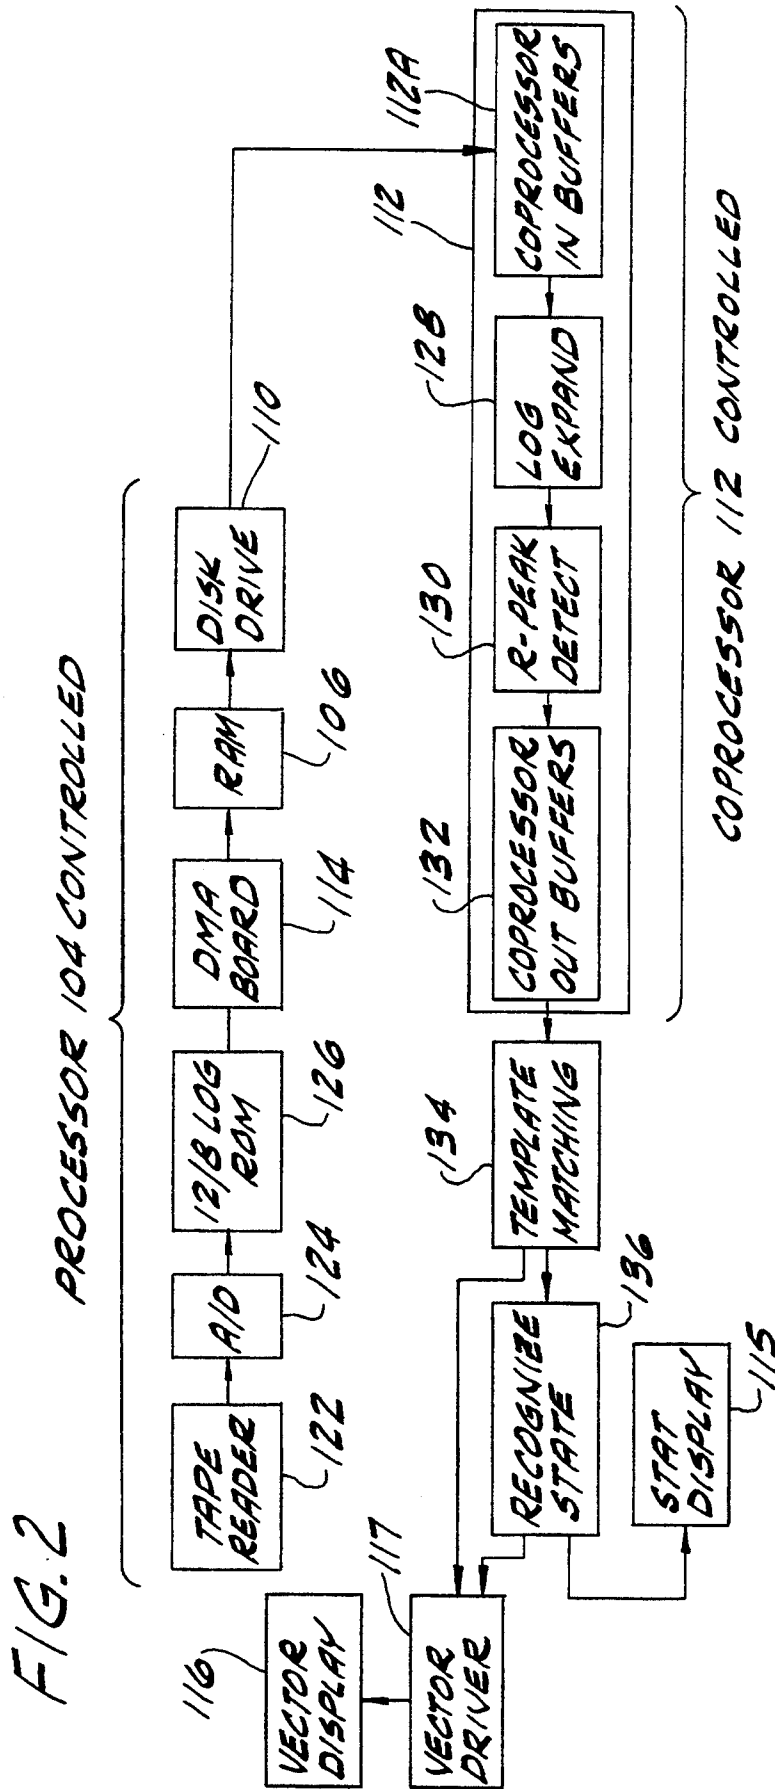 FIG. 2
PROCESSOR 104 CONTROLLED
TAPE
READER
122
A/D
124
12/8 LOG
ROM
126
DMA
BOARD
114
RAM
106
DISK
DRIVE
110
116
VECTOR
DISPLAY
117
VECTOR
DRIVER
RECOGNIZE
STATE
136
STAT
DISPLAY
115
134
TEMPLATE
MATCHING
132
COPROCESSOR
OUT BUFFERS
130
R-PEAK
DETECT
128
LOG
EXPAND
112
112A
COPROCESSOR
IN BUFFERS
COPROCESSOR 112 CONTROLLED